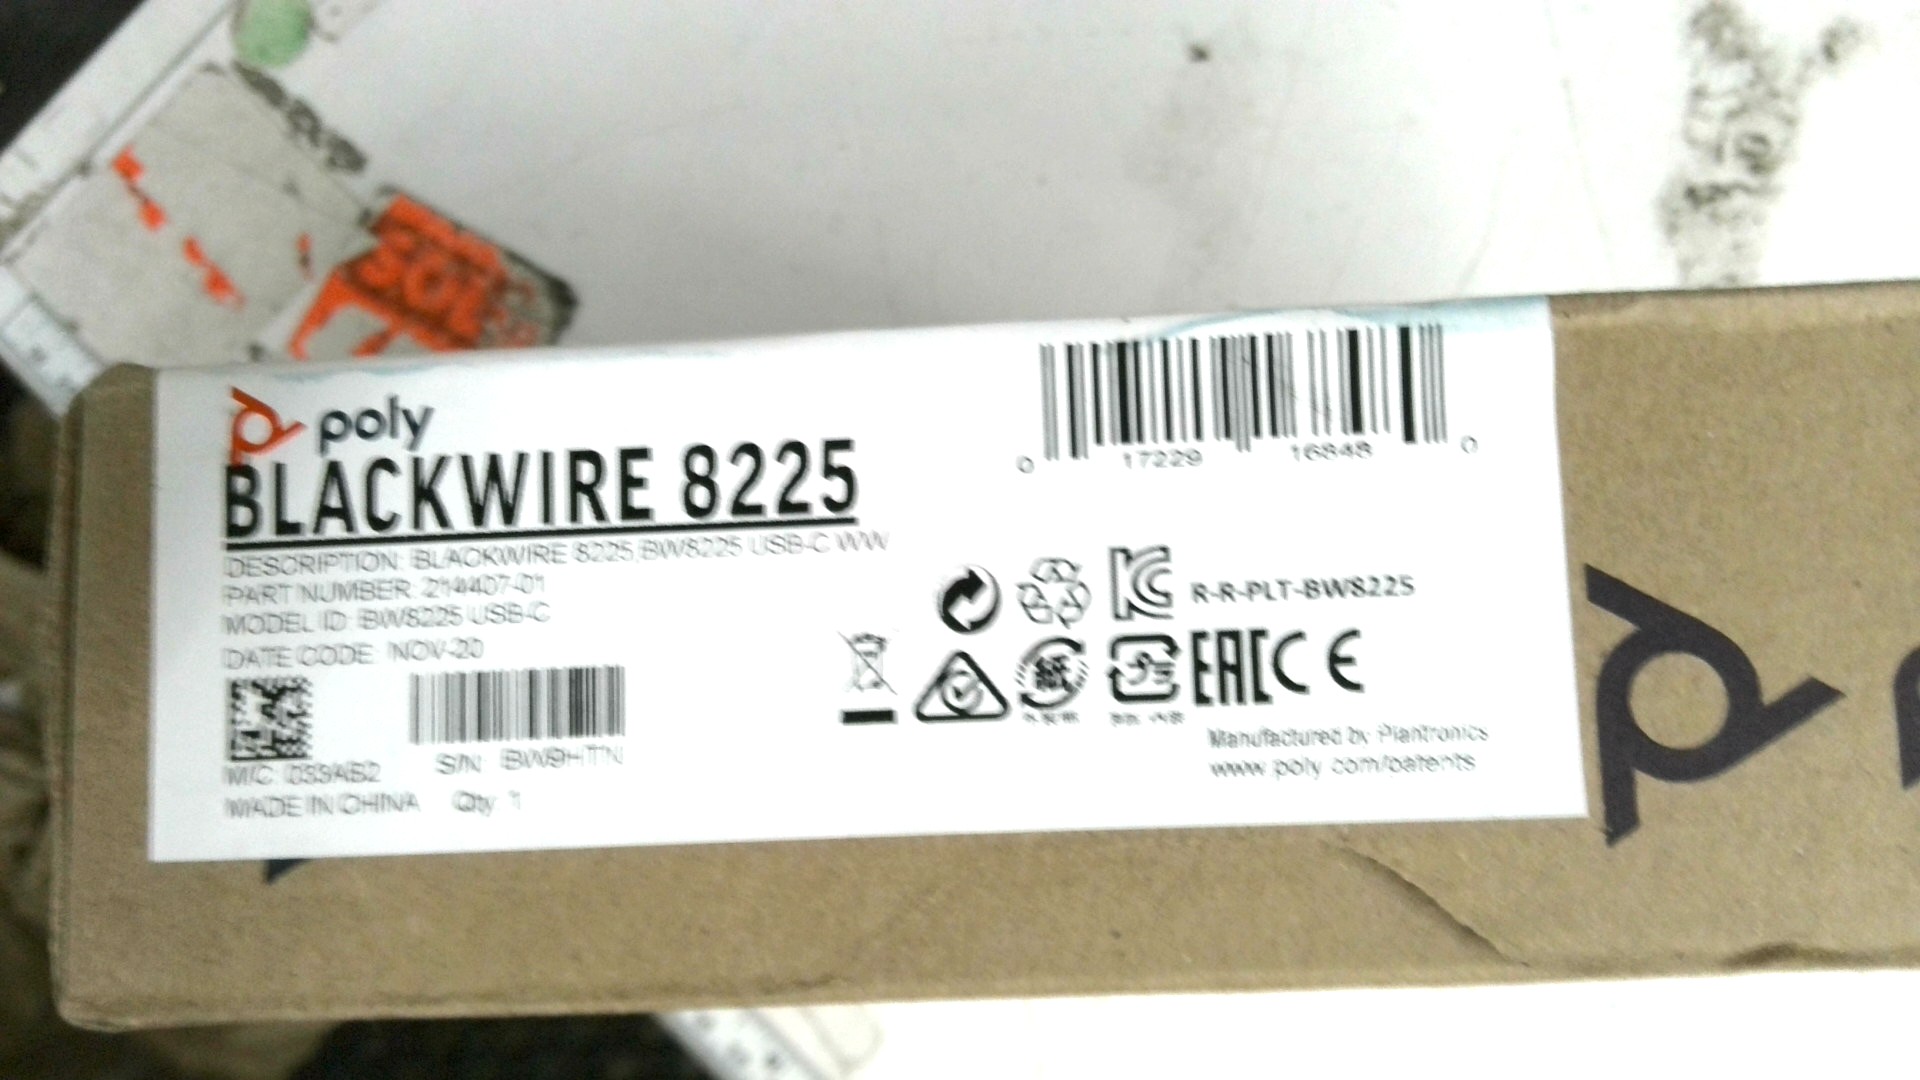 poly
BLACKWIRE 8225
DESCRIPTION: BLACKWIRE 8225,BW8225 USB-C WW
PART NUMBER: 214407-01
MODEL ID: BW8225 USB-C
DATE CODE: NOV-20
S/N: BW9HTN
MADE IN CHINA Qty 1
0 17229 16848 0
R-R-PLT-BW8225
紙
EAC CE
Manufactured by Plantronics
www.poly.com/patents